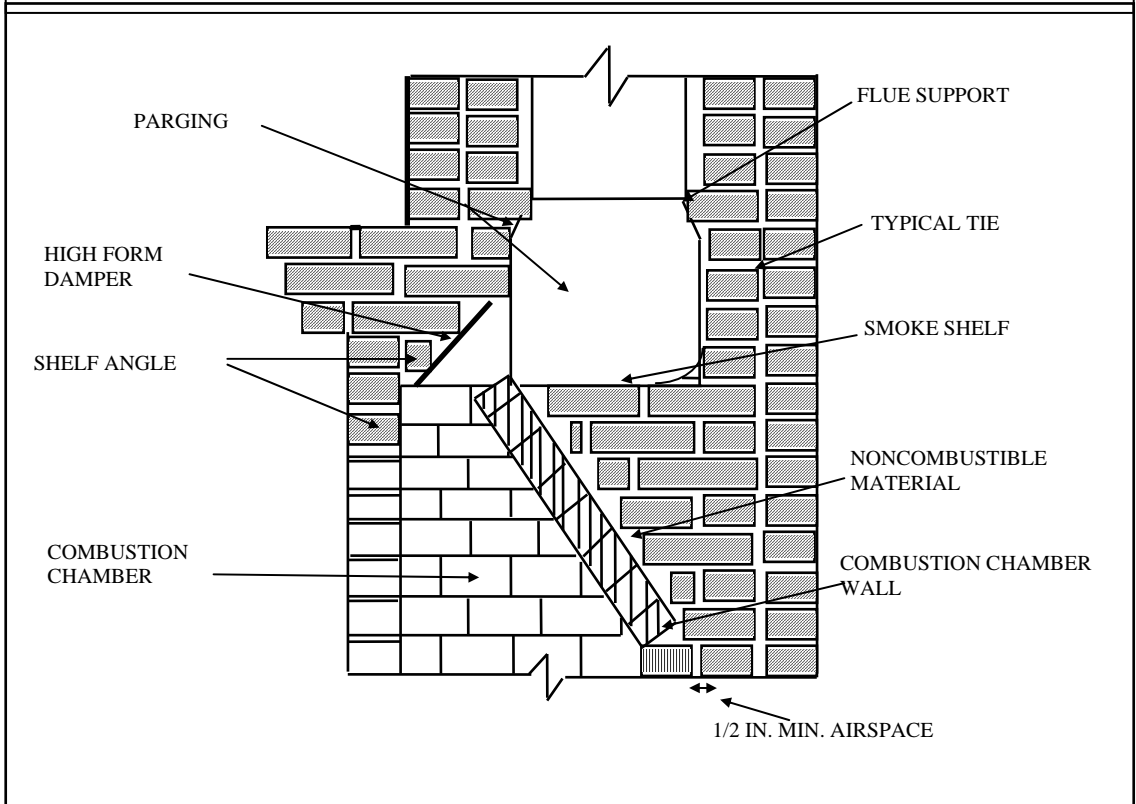 FLUE SUPPORT
PARGING
TYPICAL TIE
HIGH FORM
DAMPER
SMOKE SHELF
SHELF ANGLE
NONCOMBUSTIBLE
MATERIAL
COMBUSTION
CHAMBER
COMBUSTION CHAMBER
WALL
1/2 IN. MIN. AIRSPACE